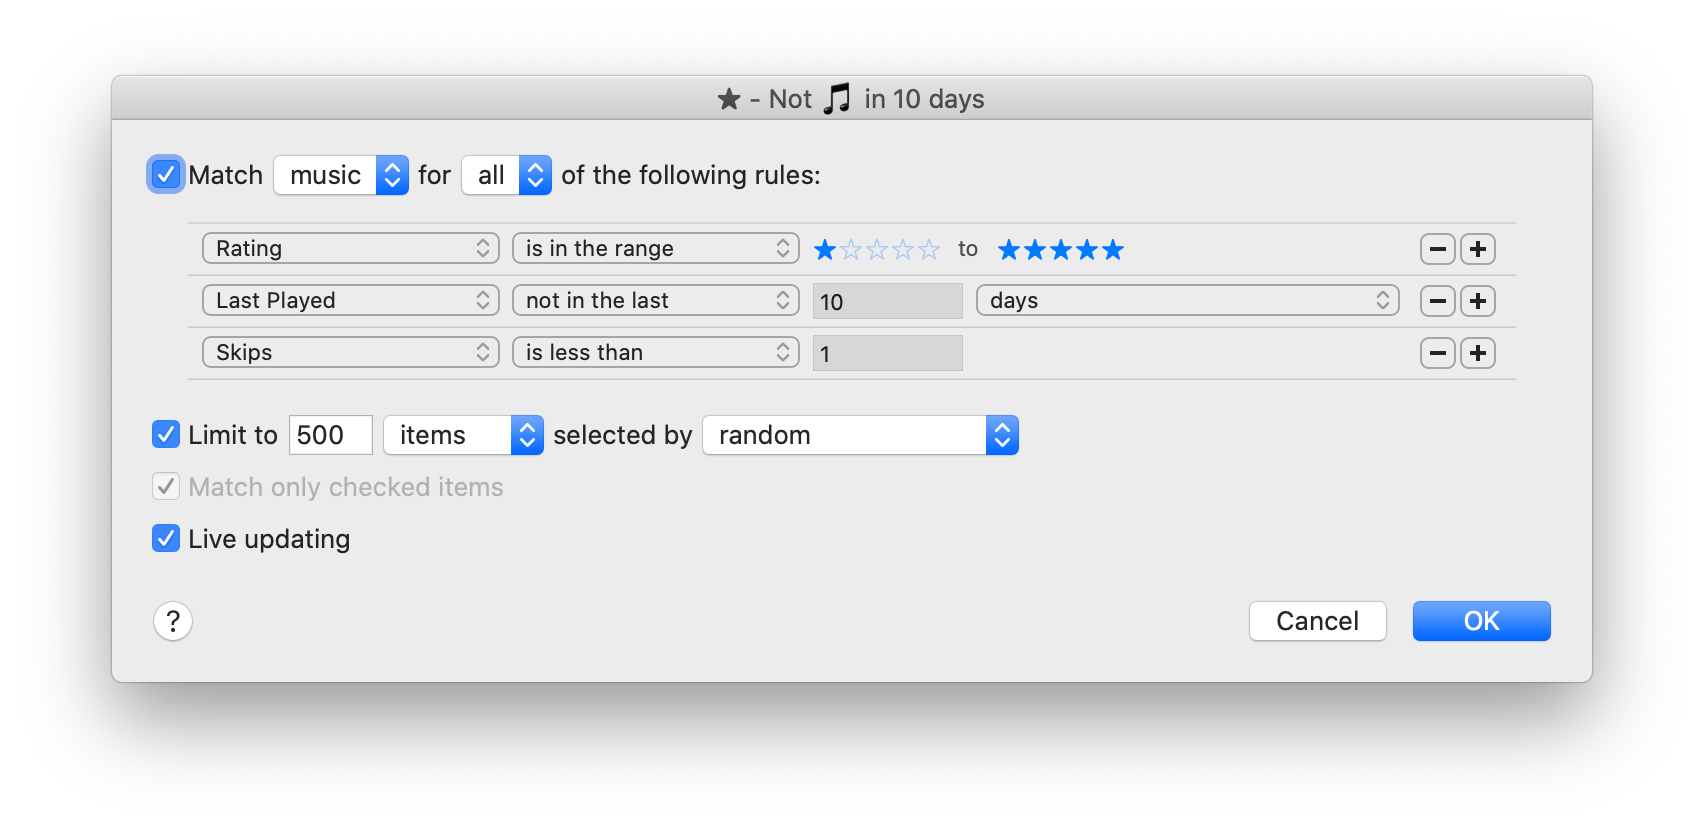 ★ - Not 🎵 in 10 days
Match music for all of the following rules:
Rating is in the range ★☆☆☆☆ to ★★★★★
Last Played not in the last 10 days
Skips is less than 1
Limit to 500 items selected by random
Match only checked items
Live updating
? Cancel OK